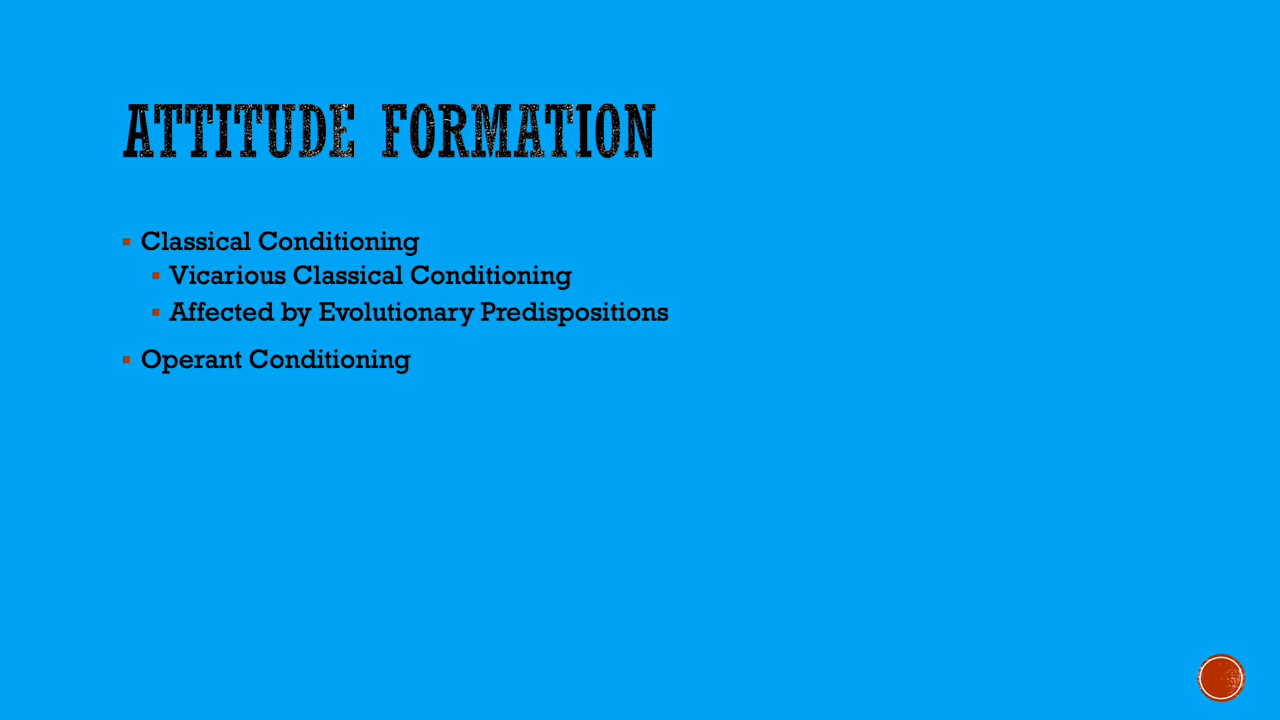 ATTITUDE FORMATION
▪ Classical Conditioning
▪ Vicarious Classical Conditioning
▪ Affected by Evolutionary Predispositions
▪ Operant Conditioning